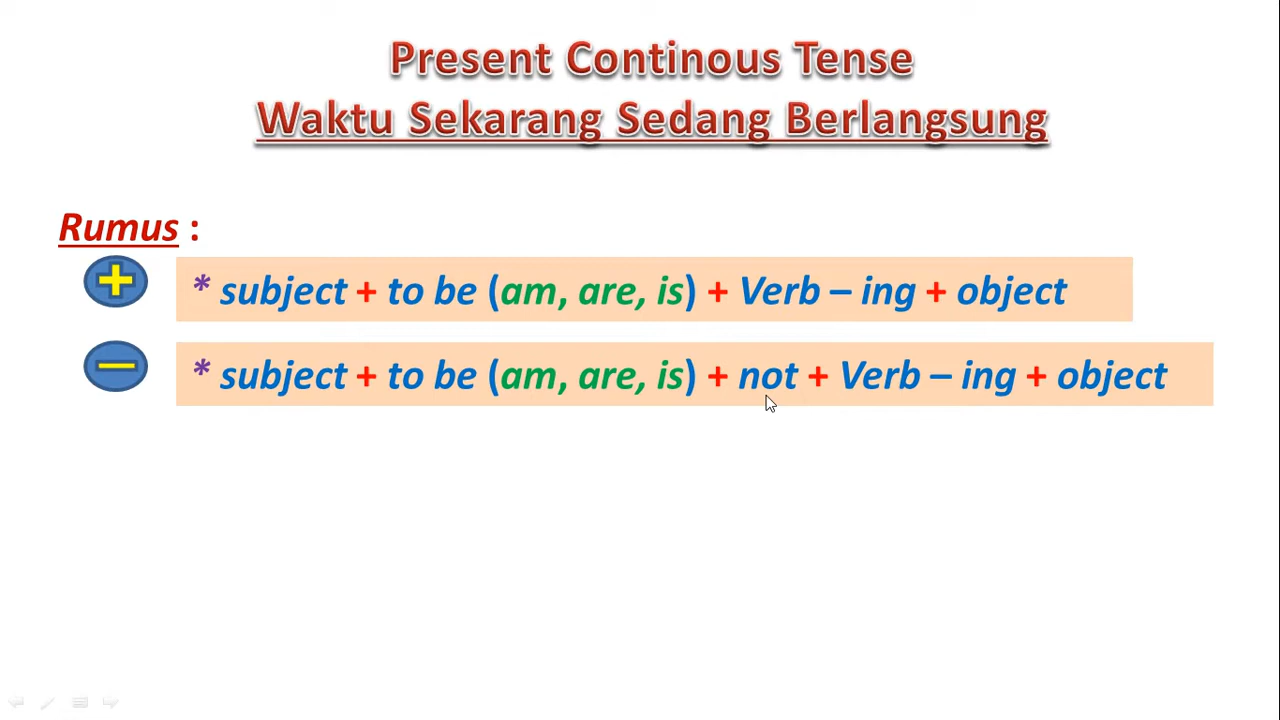 Present Continous Tense
Waktu Sekarang Sedang Berlangsung
Rumus :
* subject + to be (am, are, is) + Verb – ing + object
* subject + to be (am, are, is) + not + Verb – ing + object